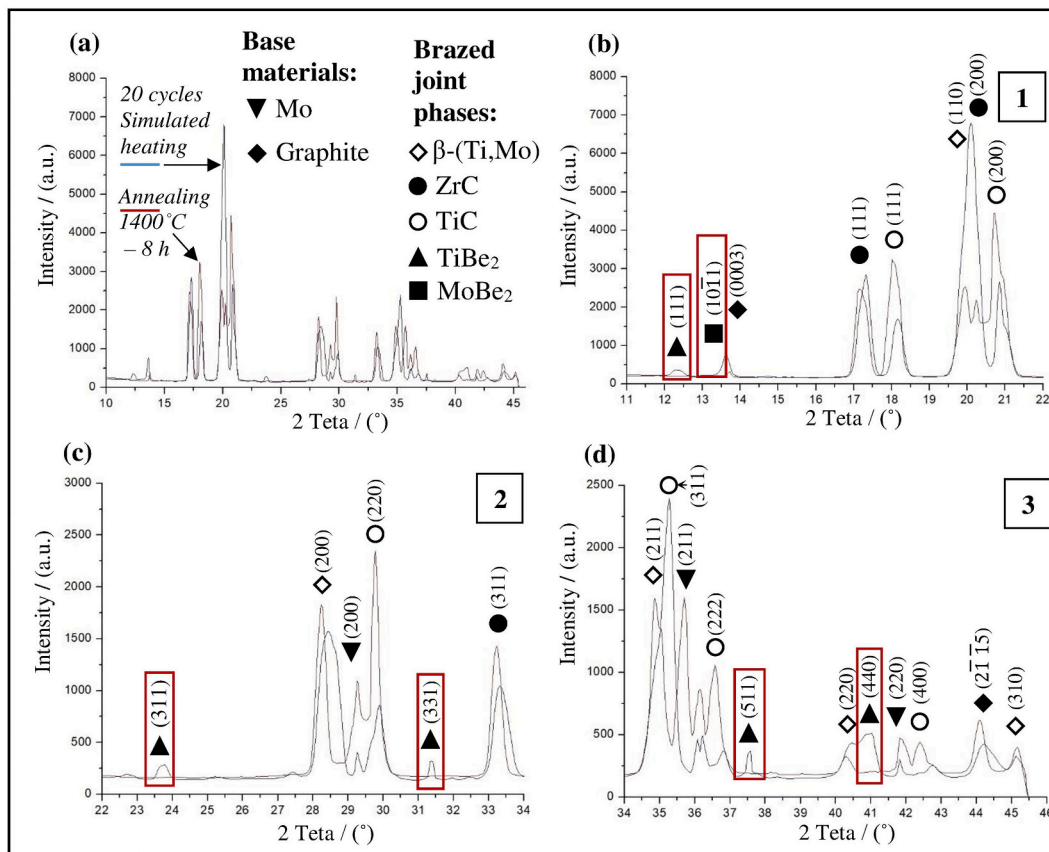 (a)
Base
materials:
Mo
Graphite
Brazed
joint
phases:
β-(Ti,Mo)
ZrC
TiC
TiBe₂
MoBe₂
20 cycles
Simulated
heating
Annealing
1400˚C
– 8 h
Intensity / (a.u.)
8000
7000
6000
5000
4000
3000
2000
1000
0
10 15 20 25 30 35 40 45
2 Teta / (˚)
(b)
1
Intensity / (a.u.)
8000
7000
6000
5000
4000
3000
2000
1000
0
(111)
(101̄1)
(0003)
(111)
(111)
(110)
(200)
(200)
11 12 13 14 15 16 17 18 19 20 21 22
2 Teta / (˚)
(c)
2
Intensity / (a.u.)
3000
2500
2000
1500
1000
500
0
(311)
(200)
(200)
(220)
(331)
(311)
22 23 24 25 26 27 28 29 30 31 32 33 34
2 Teta / (˚)
(d)
3
Intensity / (a.u.)
2500
2000
1500
1000
500
0
(211)
(311)
(211)
(222)
(511)
(220)
(440)
(220)
(400)
(21̄ 1̄5)
(310)
34 35 36 37 38 39 40 41 42 43 44 45 46
2 Teta / (˚)